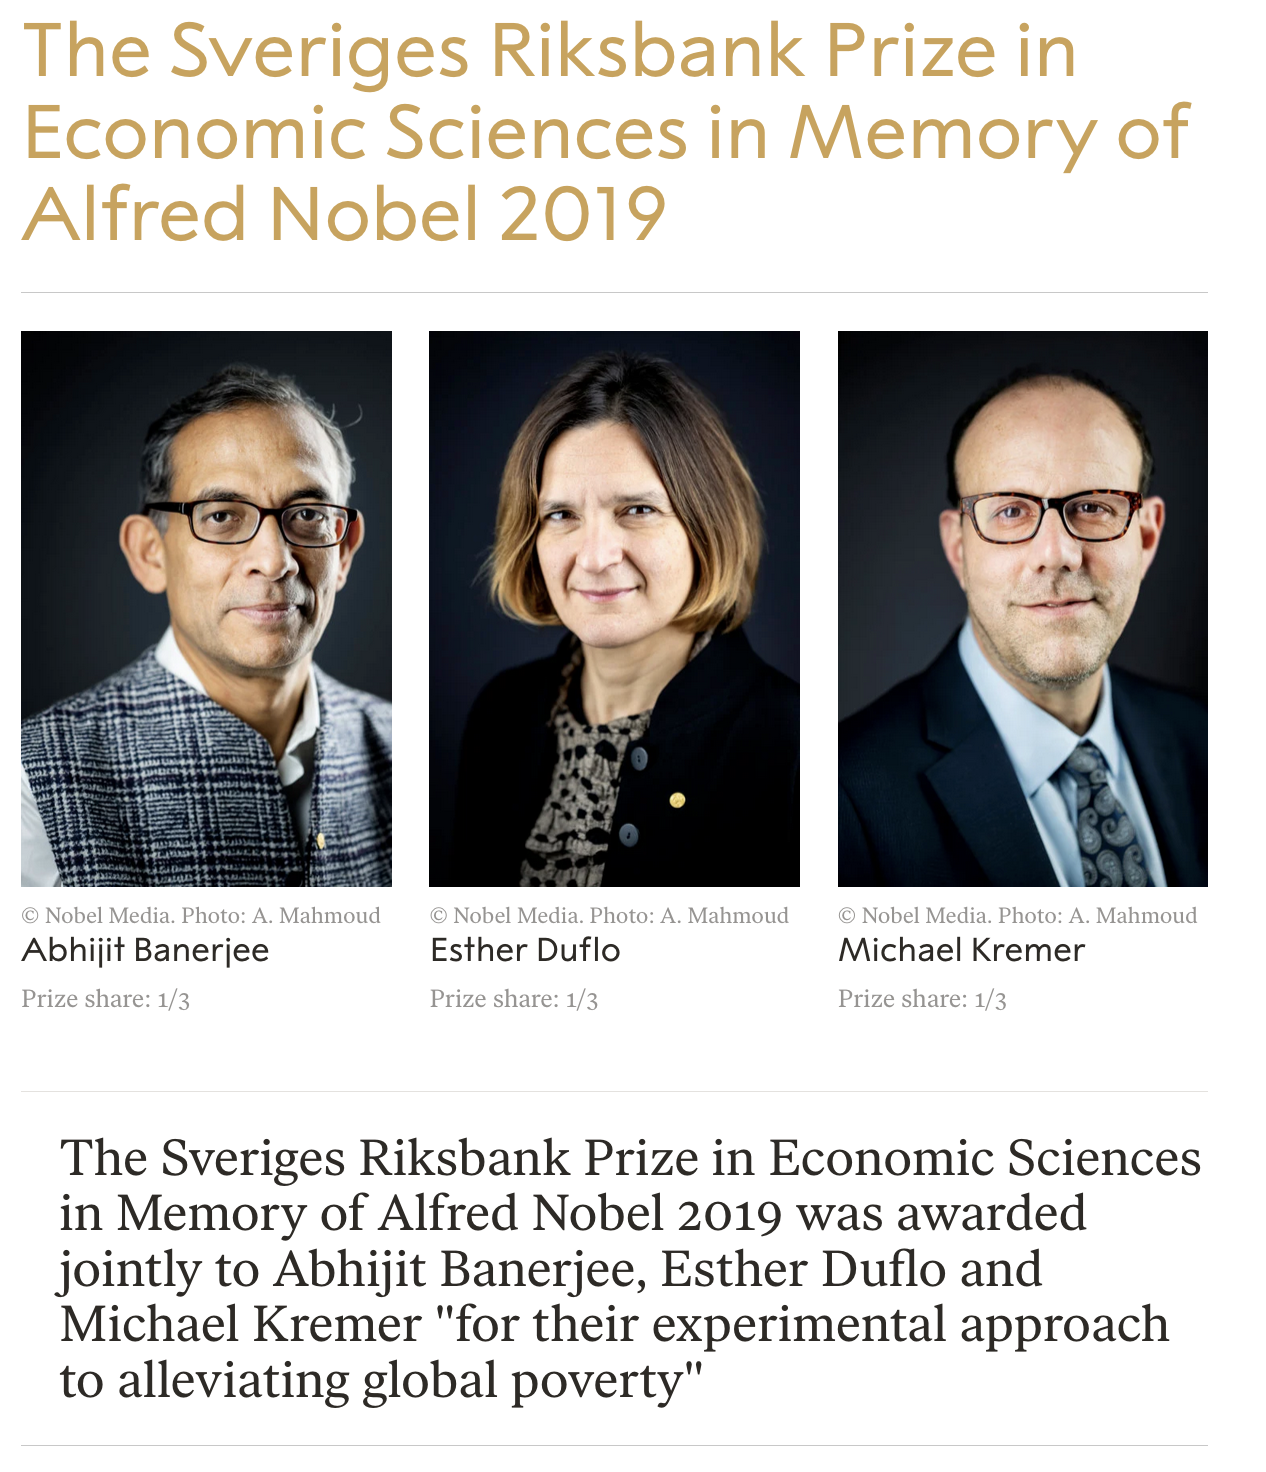 The Sveriges Riksbank Prize in
Economic Sciences in Memory of
Alfred Nobel 2019
© Nobel Media. Photo: A. Mahmoud
Abhijit Banerjee
Prize share: 1/3
© Nobel Media. Photo: A. Mahmoud
Esther Duflo
Prize share: 1/3
© Nobel Media. Photo: A. Mahmoud
Michael Kremer
Prize share: 1/3
The Sveriges Riksbank Prize in Economic Sciences
in Memory of Alfred Nobel 2019 was awarded
jointly to Abhijit Banerjee, Esther Duflo and
Michael Kremer "for their experimental approach
to alleviating global poverty"